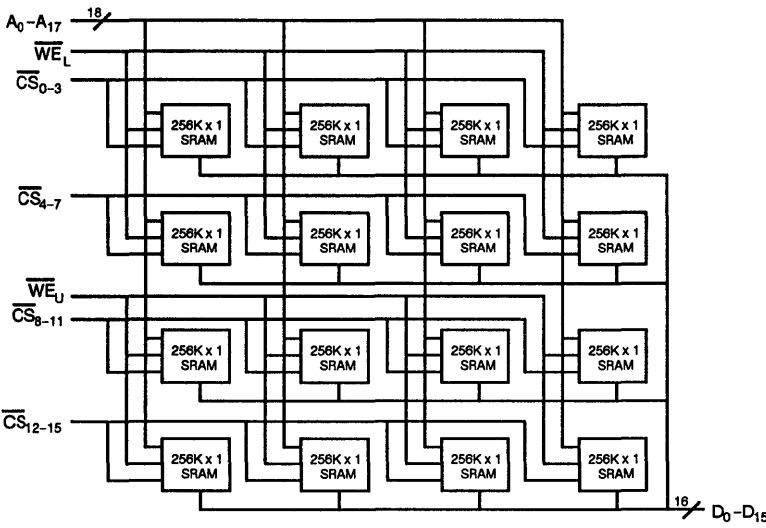 18
A₀–A₁₇
W̅E̅_L
C̅S̅₀₋₃
256K x 1 SRAM
256K x 1 SRAM
256K x 1 SRAM
256K x 1 SRAM
C̅S̅₄₋₇
256K x 1 SRAM
256K x 1 SRAM
256K x 1 SRAM
256K x 1 SRAM
W̅E̅_U
C̅S̅₈₋₁₁
256K x 1 SRAM
256K x 1 SRAM
256K x 1 SRAM
256K x 1 SRAM
C̅S̅₁₂₋₁₅
256K x 1 SRAM
256K x 1 SRAM
256K x 1 SRAM
256K x 1 SRAM
16
D₀–D₁₅